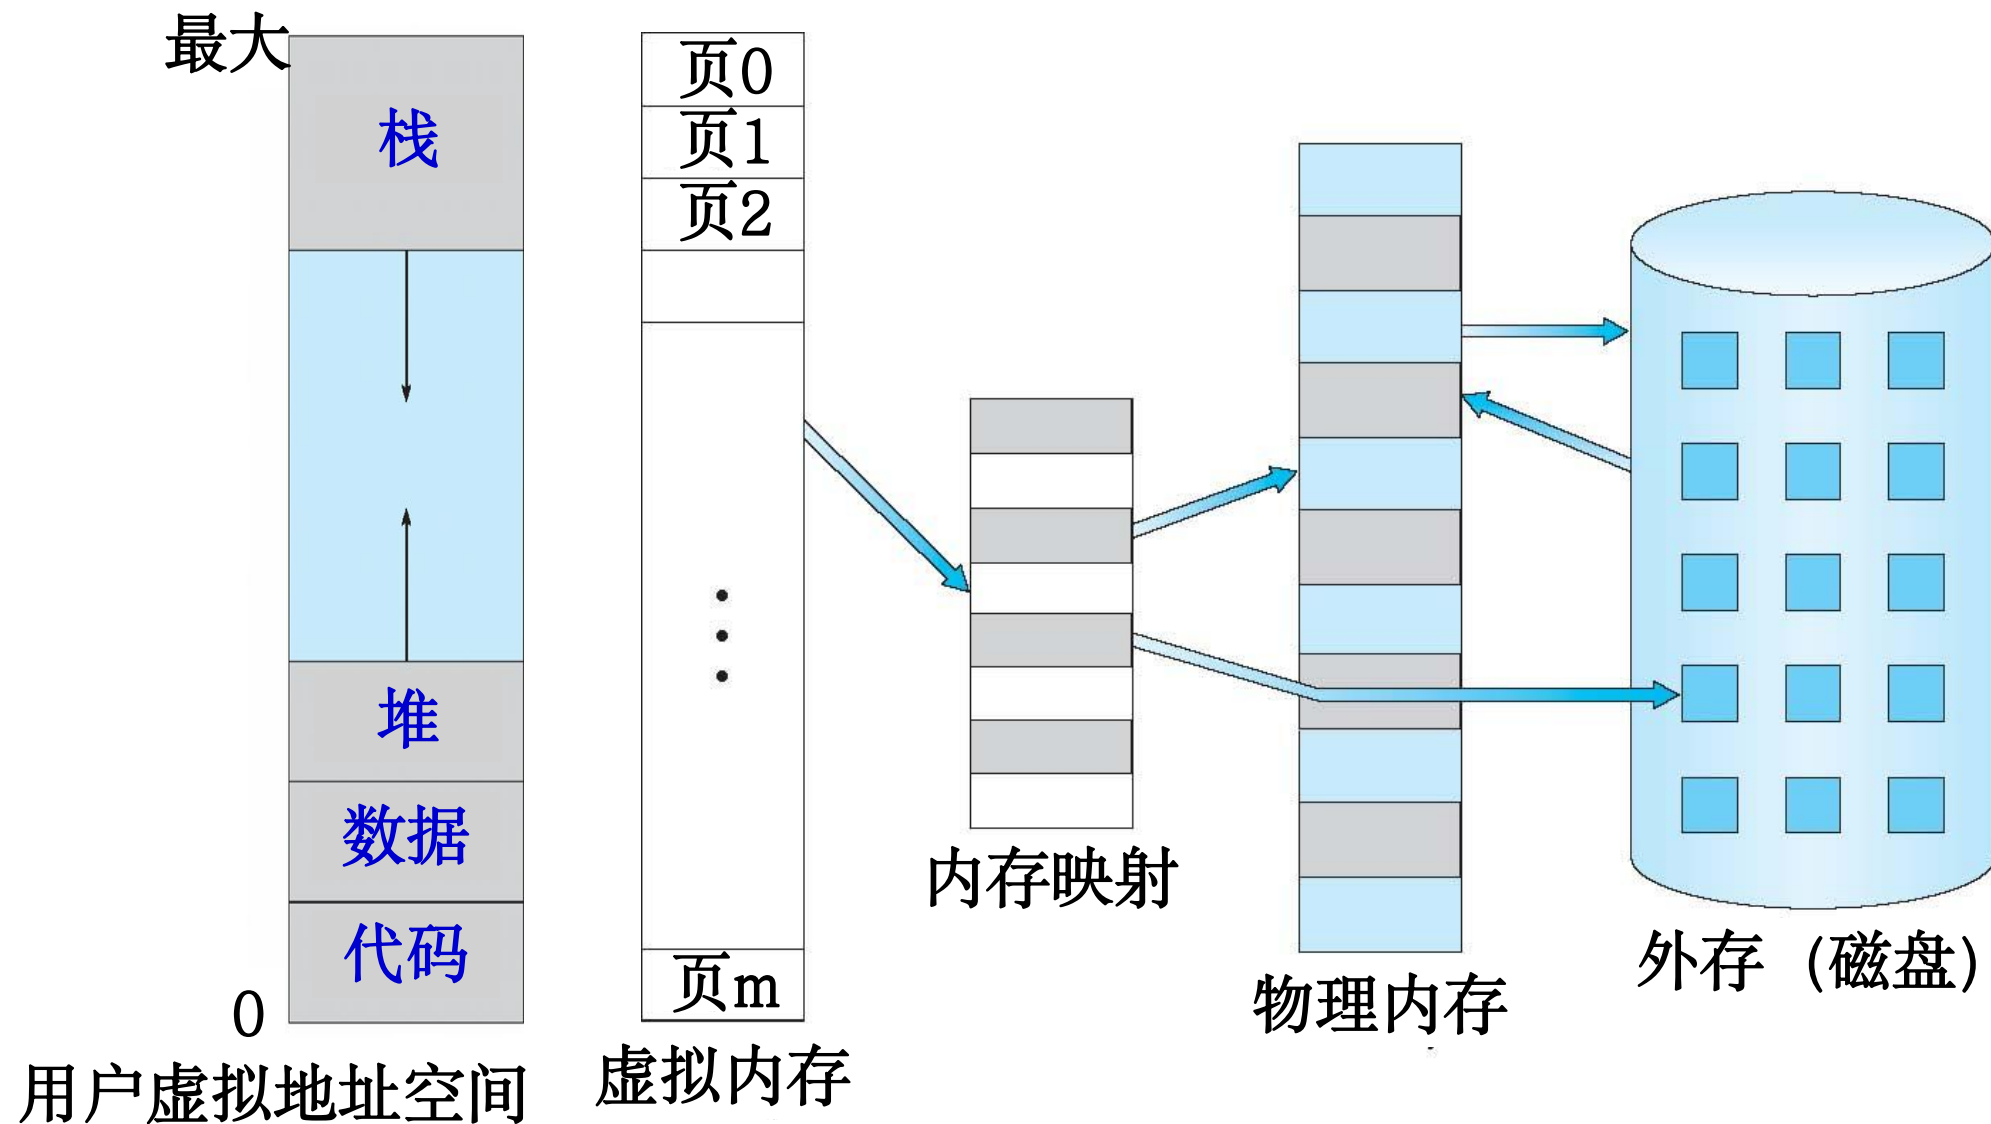 最大
栈
堆
数据
代码
0
用户虚拟地址空间
页0
页1
页2
页m
虚拟内存
内存映射
物理内存
外存（磁盘）